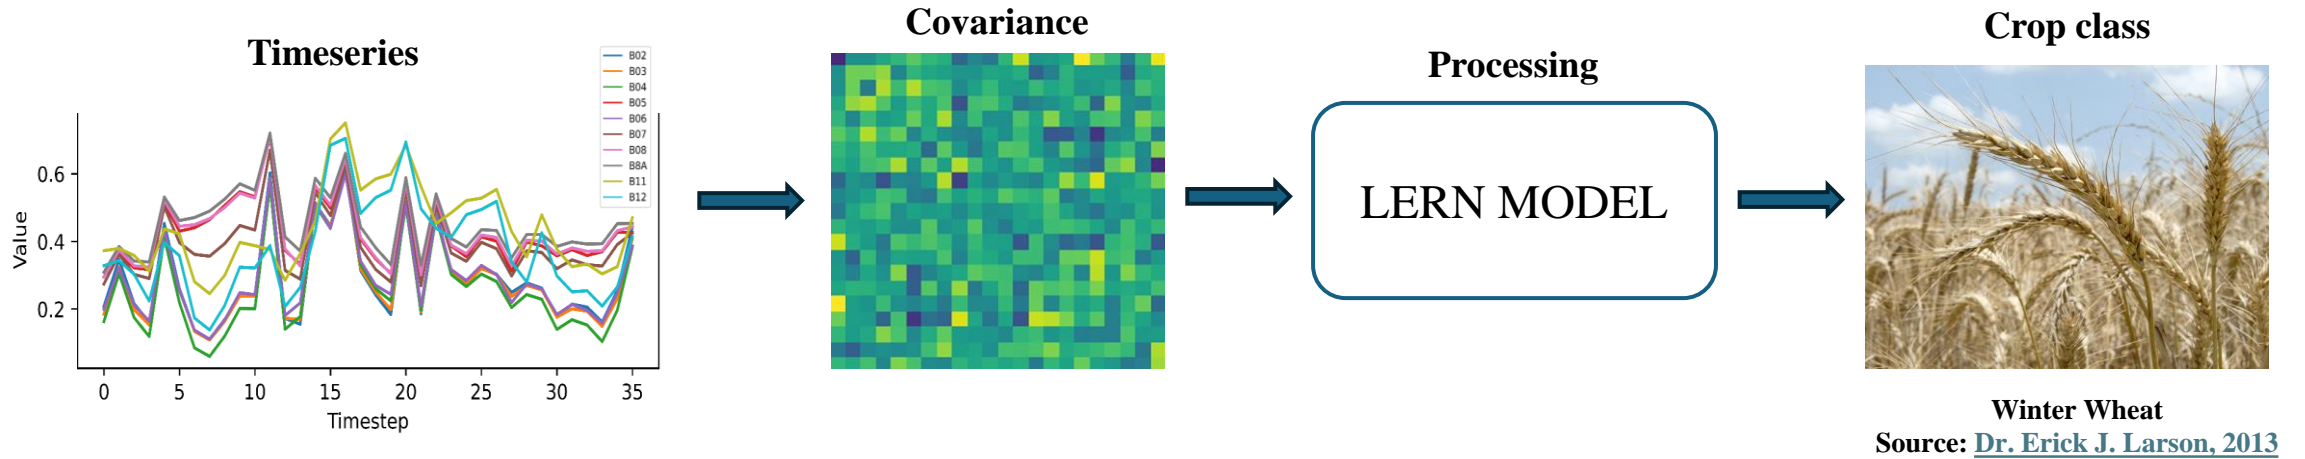 Timeseries
B02
B03
B04
B05
B06
B07
B08
B8A
B11
B12
0.6
0.4
0.2
Value
0 5 10 15 20 25 30 35
Timestep
Covariance
Processing
LERN MODEL
Crop class
Winter Wheat
Source: Dr. Erick J. Larson, 2013